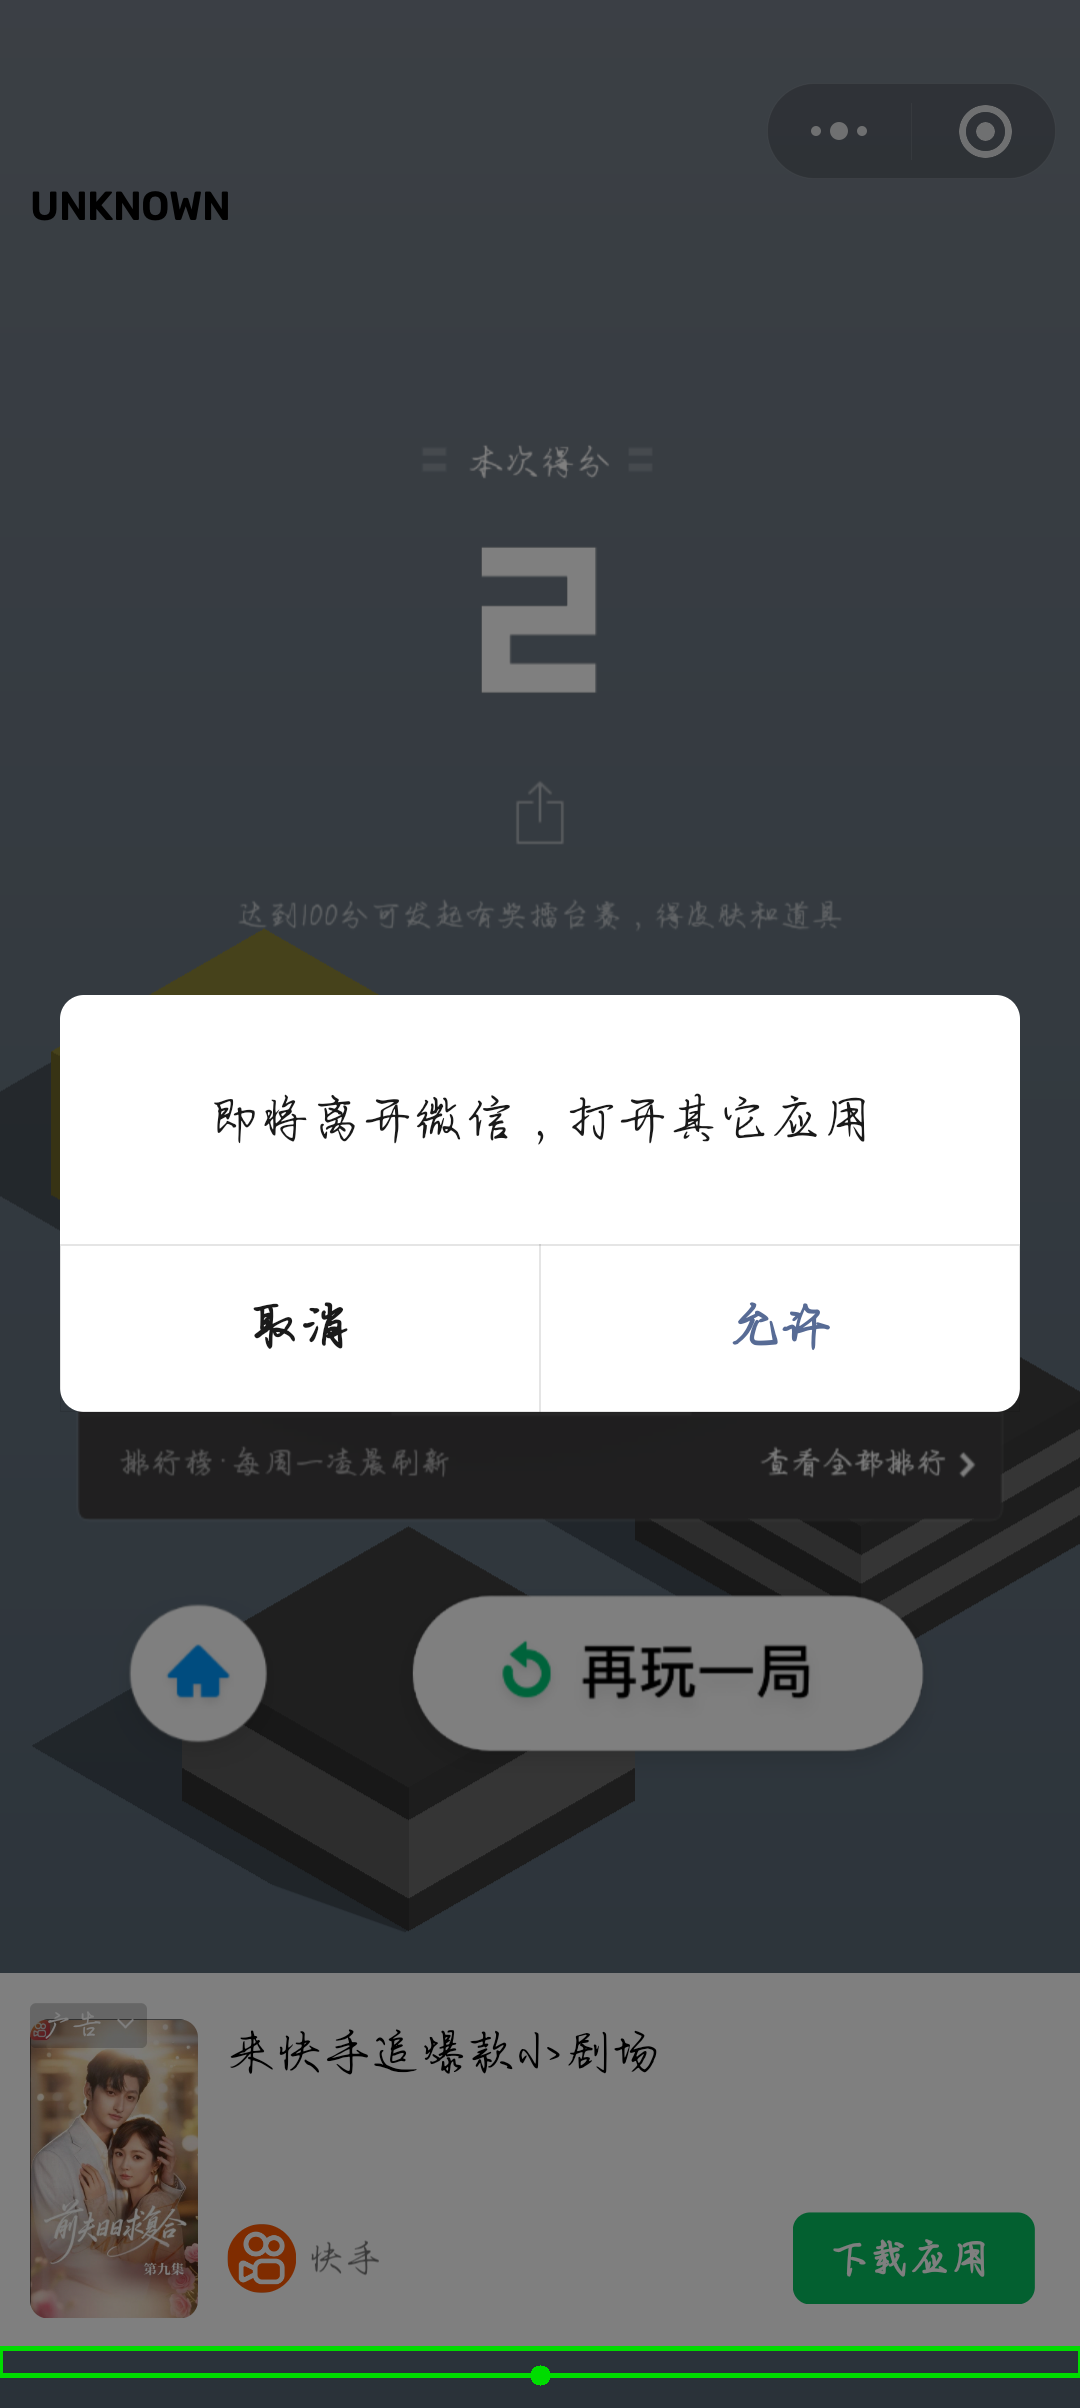 UNKNOWN
本次得分
2
达到100分可发起有奖擂台赛，得皮肤和道具
即将离开微信，打开其它应用
取消
允许
排行榜·每周一凌晨刷新
查看全部排行
再玩一局
广告
来快手追爆款小剧场
前夫日日求复合
第九集
快手
下载应用